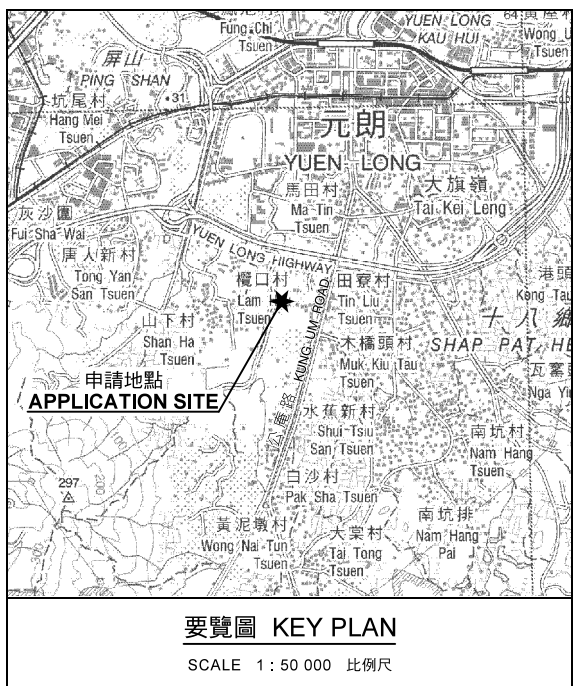 Fung Chi
Tsuen
64
YUEN LONG
KAU HUI
Wong U
Tsuen
屏山
PING SHAN
坑尾村
Hang Mei
Tsuen
31
元朗
YUEN LONG
馬田村
Ma Tin
Tsuen
大旗嶺
Tai Kei Leng
灰沙圍
Fui Sha Wai
唐人新村
Tong Yan
San Tsuen
YUEN LONG HIGHWAY
欖口村
Lam
Tsuen
田寮村
Tin Liu
Tsuen
港頭
Kong Tau
十八鄉
SHAP PAT HE
山下村
Shan Ha
Tsuen
木橋頭村
Muk Kiu Tau
Tsuen
瓦窰
Nga Yi
申請地點
APPLICATION SITE
公庵路 KUNG UM ROAD
水蕉新村
Shui Tsiu
San Tsuen
南坑村
Nam Hang
Tsuen
297
200
100
300
白沙村
Pak Sha Tsuen
黃泥墩村
Wong Nai Tun
Tsuen
大棠村
Tai Tong
Tsuen
南坑排
Nam Hang
Pai
要覽圖 KEY PLAN
SCALE 1 : 50 000 比例尺